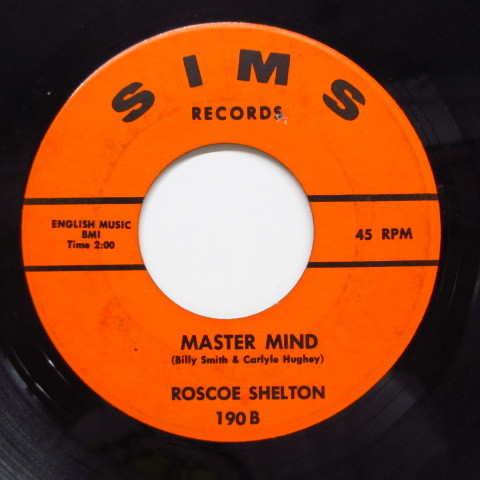 SIMS
RECORDS
ENGLISH MUSIC
BMI
Time 2:00
45 RPM
MASTER MIND
(Billy Smith & Carlyle Hughey)
ROSCOE SHELTON
190 B